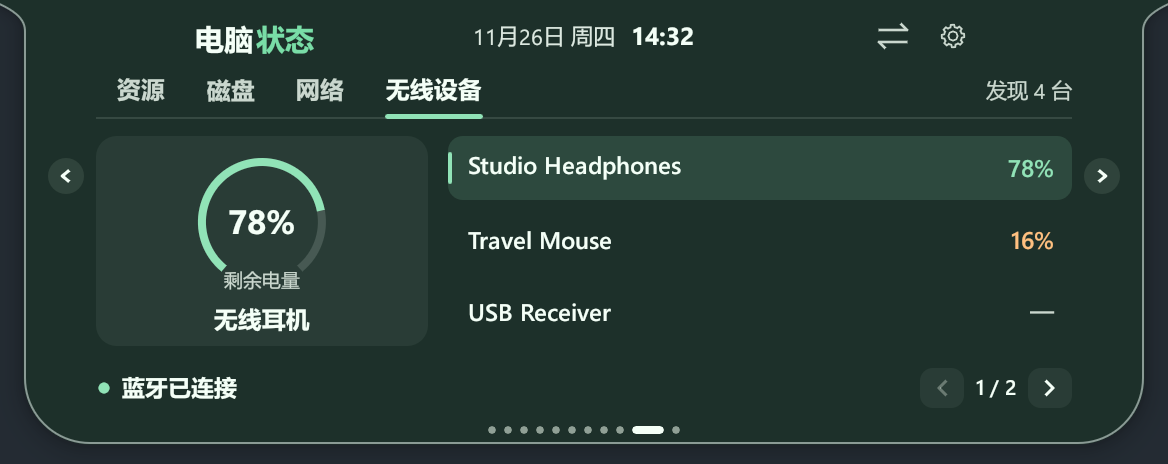 电脑状态 11月26日 周四 14:32
资源 磁盘 网络 无线设备 发现 4 台
78%
剩余电量
无线耳机
Studio Headphones 78%
Travel Mouse 16%
USB Receiver —
蓝牙已连接 1 / 2